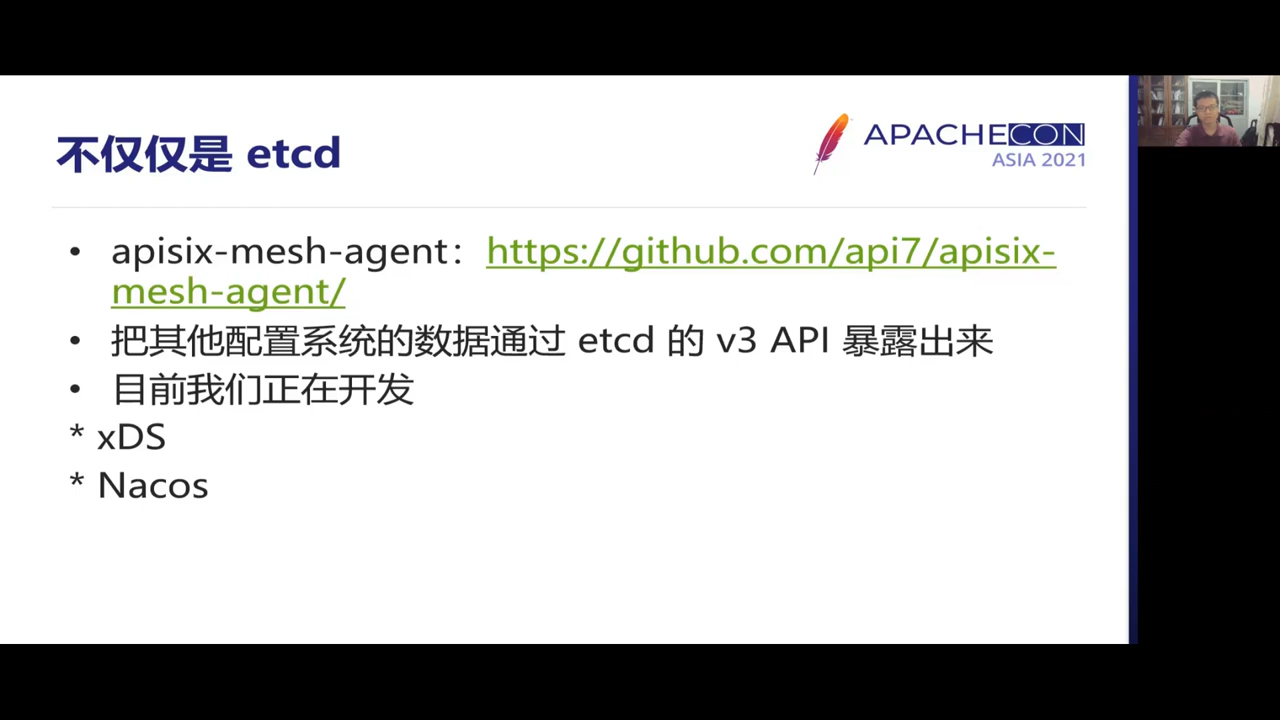 不仅仅是 etcd
APACHECON
ASIA 2021
• apisix-mesh-agent：https://github.com/api7/apisix-
mesh-agent/
• 把其他配置系统的数据通过 etcd 的 v3 API 暴露出来
• 目前我们正在开发
* xDS
* Nacos